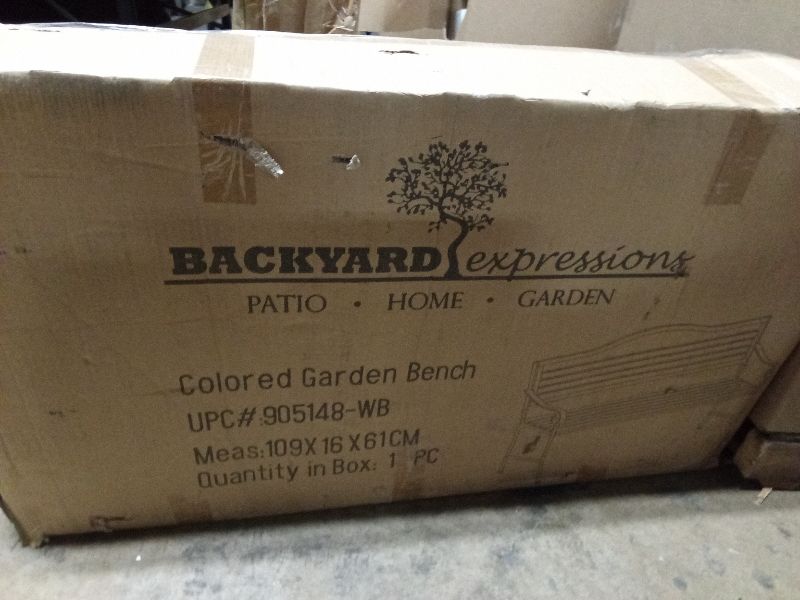 BACKYARD expressions
PATIO • HOME • GARDEN
Colored Garden Bench
UPC#:905148-WB
Meas:109X16X61CM
Quantity in Box: 1 PC